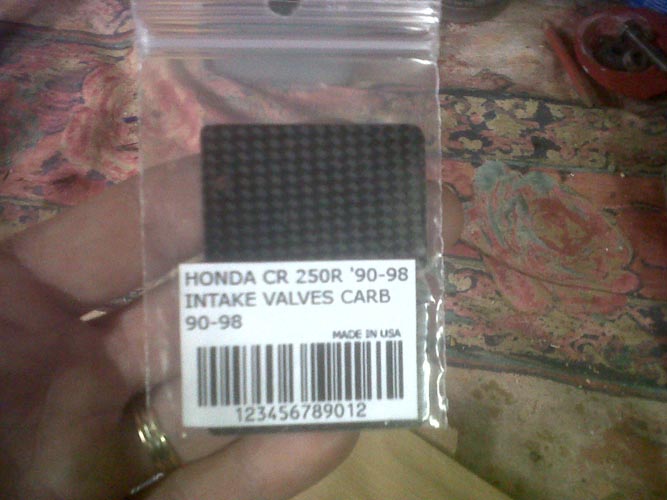 HONDA CR 250R '90-98
INTAKE VALVES CARB
90-98
MADE IN USA
123456789012